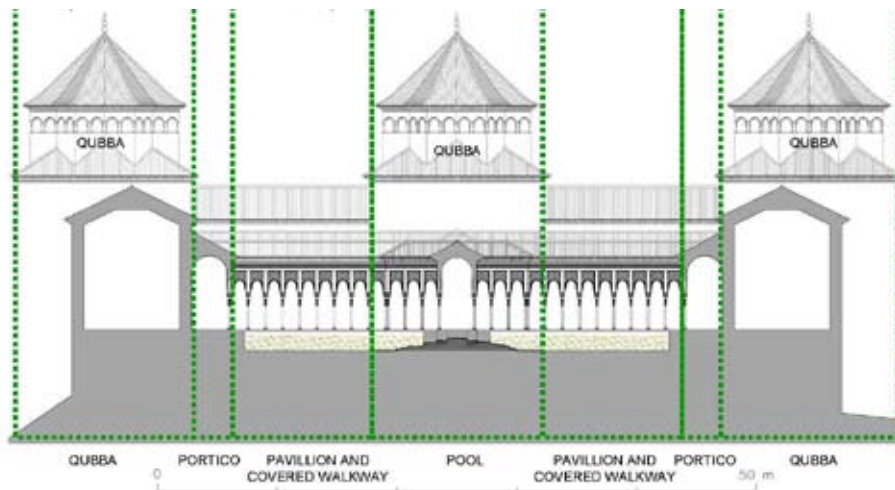 QUBBA
QUBBA
QUBBA
QUBBA
PORTICO
PAVILLION AND
COVERED WALKWAY
POOL
PAVILLION AND
COVERED WALKWAY
PORTICO
QUBBA
0
50 m